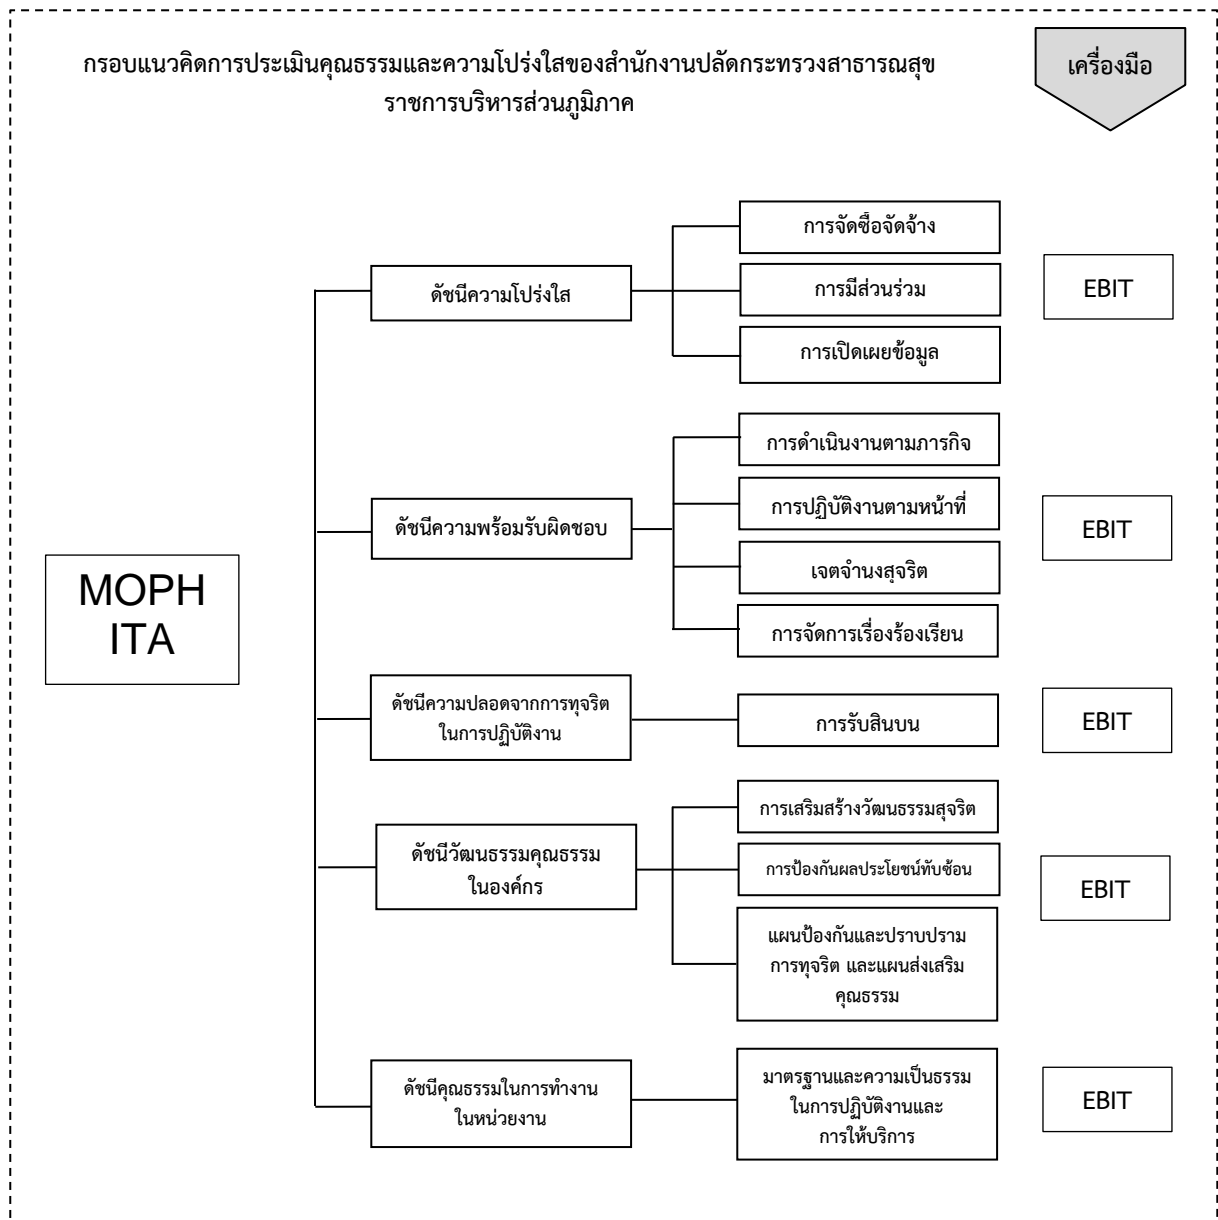 กรอบแนวคิดการประเมินคุณธรรมและความโปร่งใสของสำนักงานปลัดกระทรวงสาธารณสุข
ราชการบริหารส่วนภูมิภาค
เครื่องมือ
MOPH
ITA
ดัชนีความโปร่งใส
การจัดซื้อจัดจ้าง
การมีส่วนร่วม
การเปิดเผยข้อมูล
EBIT
ดัชนีความพร้อมรับผิดชอบ
การดำเนินงานตามภารกิจ
การปฏิบัติงานตามหน้าที่
เจตจำนงสุจริต
การจัดการเรื่องร้องเรียน
EBIT
ดัชนีความปลอดจากการทุจริต
ในการปฏิบัติงาน
การรับสินบน
EBIT
ดัชนีวัฒนธรรมคุณธรรม
ในองค์กร
การเสริมสร้างวัฒนธรรมสุจริต
การป้องกันผลประโยชน์ทับซ้อน
แผนป้องกันและปราบปราม
การทุจริต และแผนส่งเสริม
คุณธรรม
EBIT
ดัชนีคุณธรรมในการทำงาน
ในหน่วยงาน
มาตรฐานและความเป็นธรรม
ในการปฏิบัติงานและ
การให้บริการ
EBIT